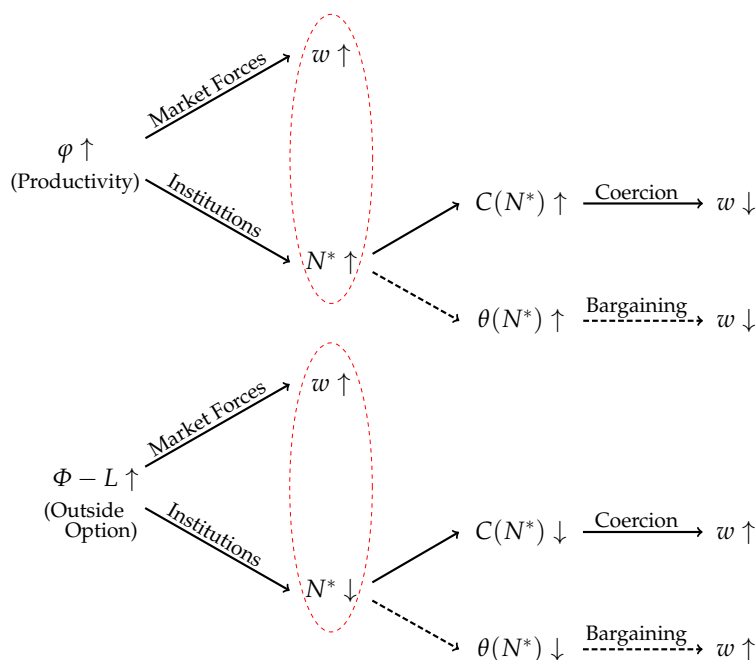 Market Forces
w ↑
φ ↑
(Productivity)
Institutions
N* ↑
C(N*) ↑
Coercion
w ↓
θ(N*) ↑
Bargaining
w ↓
Market Forces
w ↑
Φ − L ↑
(Outside
Option)
Institutions
N* ↓
C(N*) ↓
Coercion
w ↑
θ(N*) ↓
Bargaining
w ↑